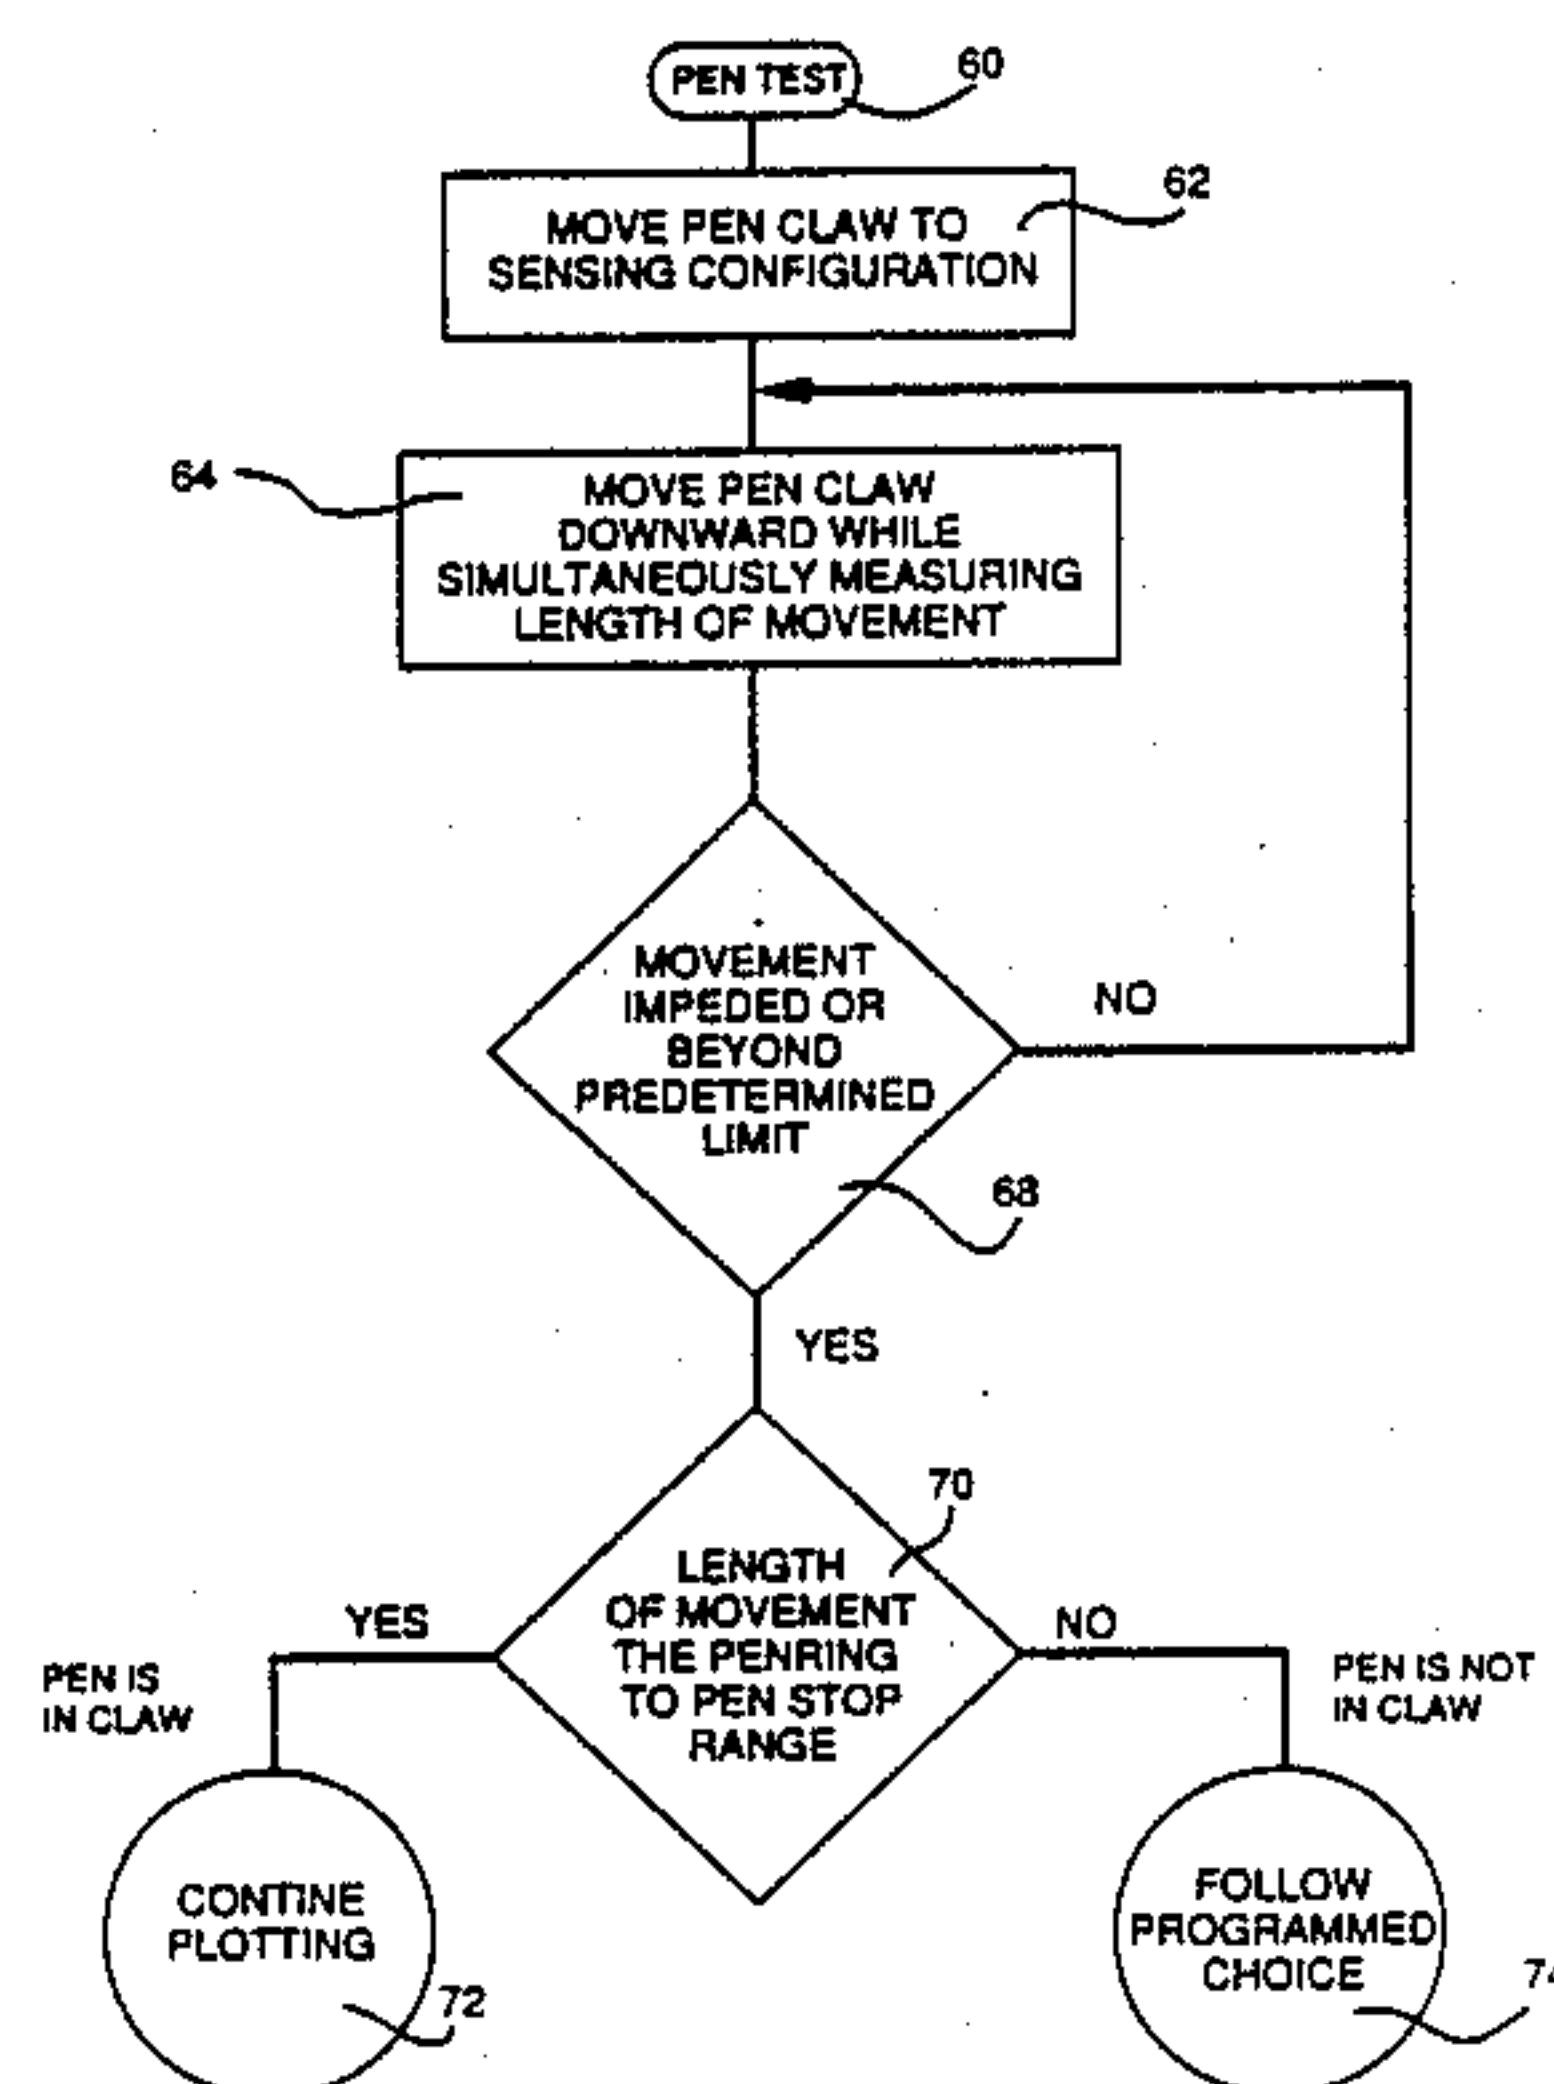 PEN TEST
60
MOVE PEN CLAW TO
SENSING CONFIGURATION
62
64
MOVE PEN CLAW
DOWNWARD WHILE
SIMULTANEOUSLY MEASURING
LENGTH OF MOVEMENT
MOVEMENT
IMPEDED OR
BEYOND
PREDETERMINED
LIMIT
NO
68
YES
70
LENGTH
OF MOVEMENT
THE PENRING
TO PEN STOP
RANGE
YES
NO
PEN IS
IN CLAW
PEN IS NOT
IN CLAW
CONTINE
PLOTTING
72
FOLLOW
PROGRAMMED
CHOICE
74